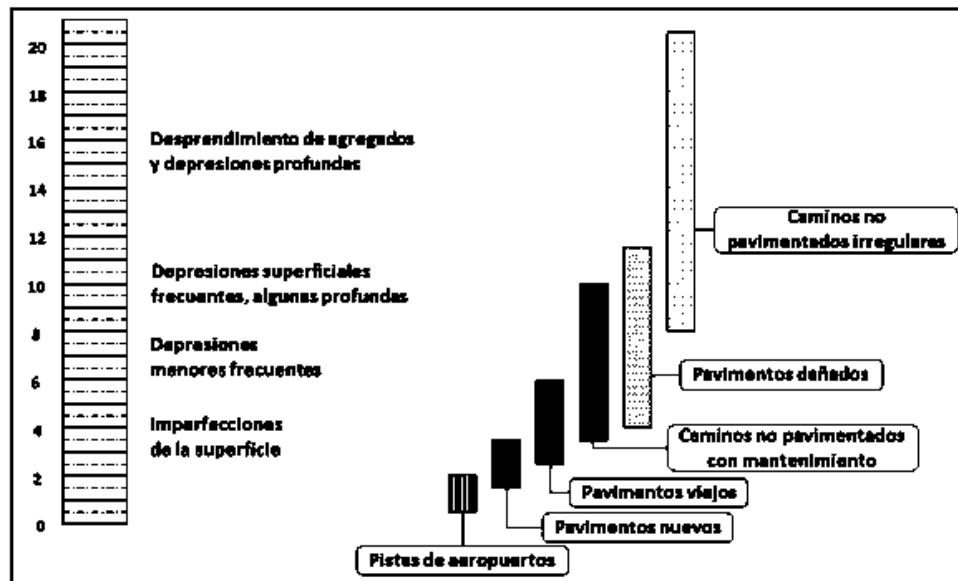 20
18
16
14
12
10
8
6
4
2
0
Desprendimiento de agregados
y depresiones profundas
Depresiones superficiales
frecuentes, algunas profundas
Depresiones
menores frecuentes
Imperfecciones
de la superficie
Caminos no
pavimentados irregulares
Pavimentos dañados
Caminos no pavimentados
con mantenimiento
Pavimentos viejos
Pavimentos nuevos
Pistas de aeropuertos